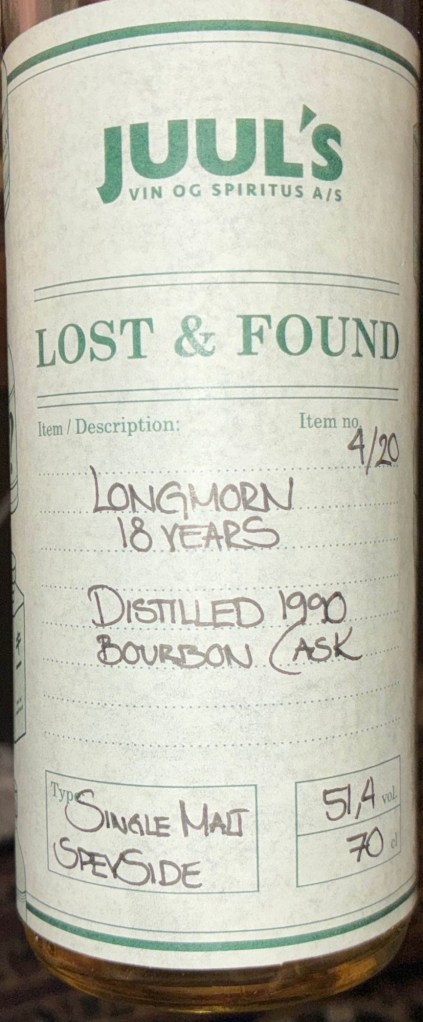 JUUL'S
VIN OG SPIRITUS A/S
LOST & FOUND
Item / Description:
Item no.
4/20
LONGMORN
18 YEARS
DISTILLED 1990
BOURBON CASK
Type
SINGLE MALT
SPEYSIDE
51,4 vol.
70 cl